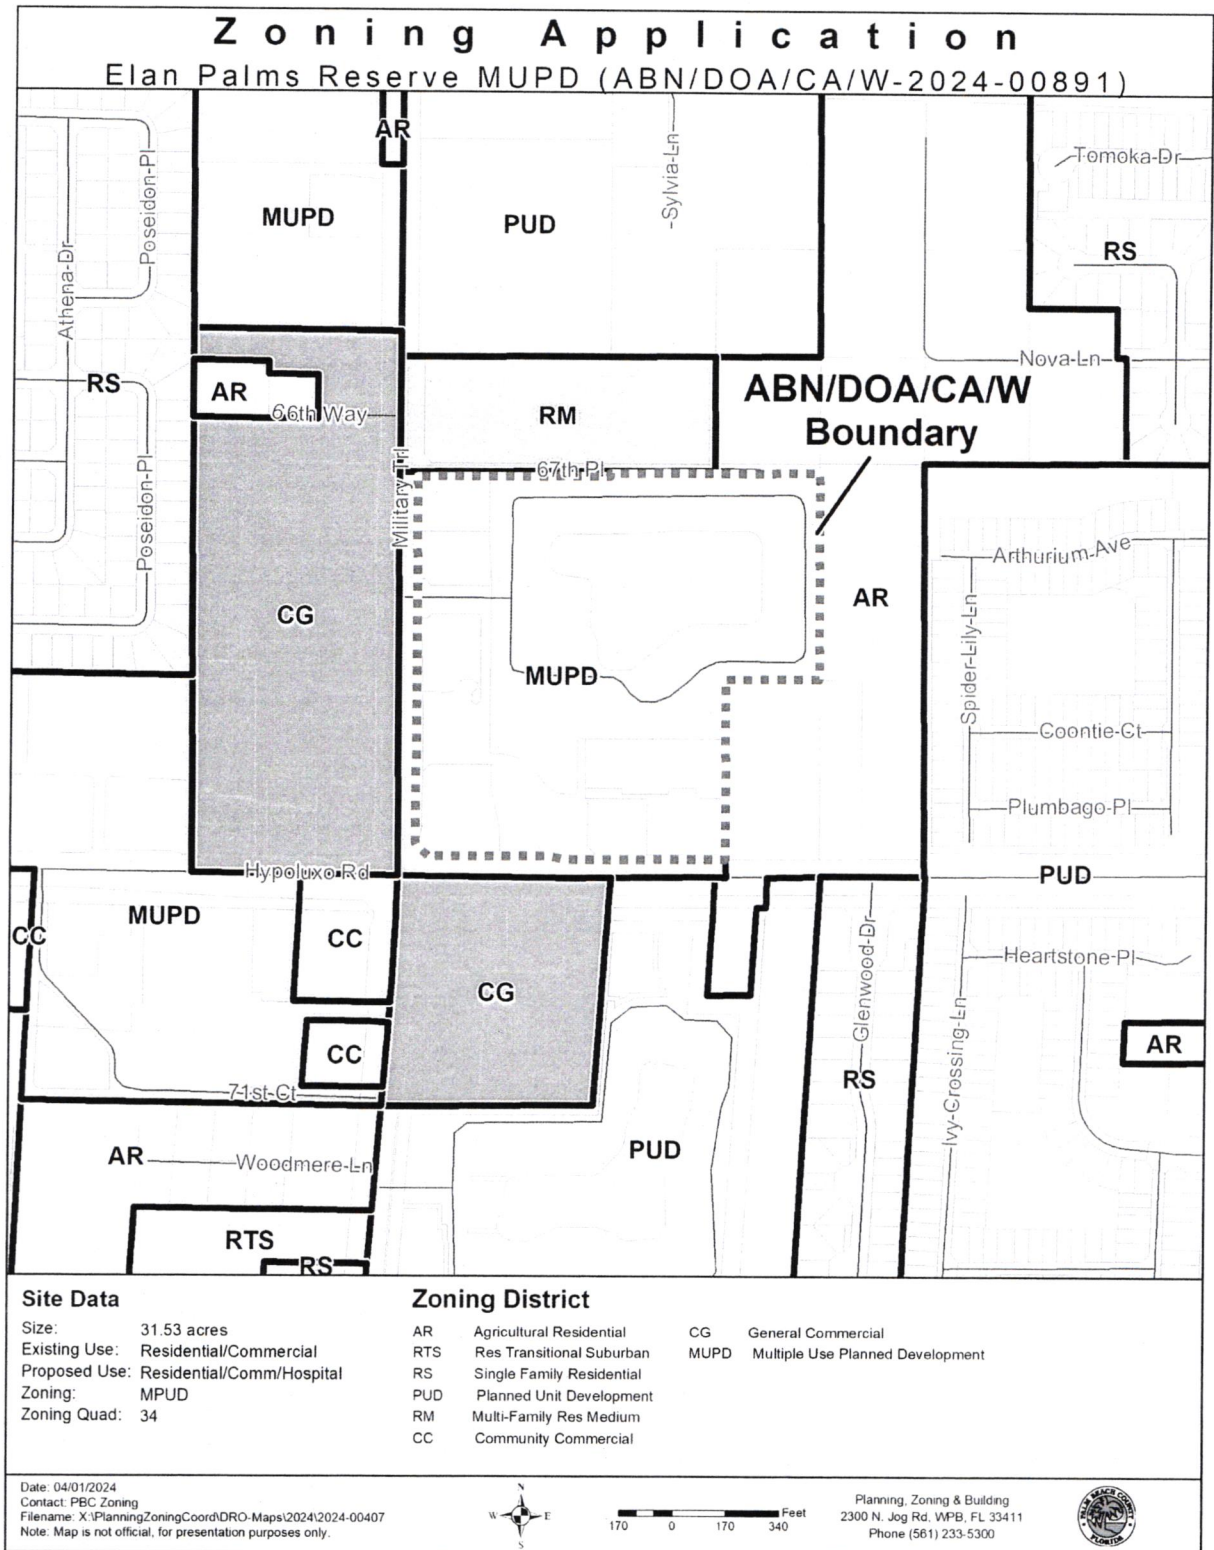 Zoning Application
Elan Palms Reserve MUPD (ABN/DOA/CA/W-2024-00891)
AR
Sylvia-Ln
Poseidon-Pl
Tomoka-Dr
MUPD
PUD
Athena-Dr
RS
Nova-Ln
RS
AR
66th Way
RM
ABN/DOA/CA/W
Boundary
67th Pl
Military Trl
Poseidon-Pl
Arthurium-Ave
CG
AR
Spider-Lily-Ln
MUPD
Coontie-Ct
Plumbago-Pl
Hypoluxo Rd
PUD
MUPD
CC
CC
Glenwood-Dr
Heartstone-Pl
CG
Ivy-Crossing-Ln
CC
AR
RS
71st-Ct
AR
Woodmere-Ln
PUD
RTS
RS
Site Data
Size: 31.53 acres
Existing Use: Residential/Commercial
Proposed Use: Residential/Comm/Hospital
Zoning: MPUD
Zoning Quad: 34
Zoning District
AR Agricultural Residential
RTS Res Transitional Suburban
RS Single Family Residential
PUD Planned Unit Development
RM Multi-Family Res Medium
CC Community Commercial
CG General Commercial
MUPD Multiple Use Planned Development
Date: 04/01/2024
Contact: PBC Zoning
Filename: X:\PlanningZoningCoord\DRO-Maps\2024\2024-00407
Note: Map is not official, for presentation purposes only.
N
W E
S
Feet
170 0 170 340
Planning, Zoning & Building
2300 N. Jog Rd, WPB, FL 33411
Phone (561) 233-5300
PALM BEACH COUNTY
FLORIDA